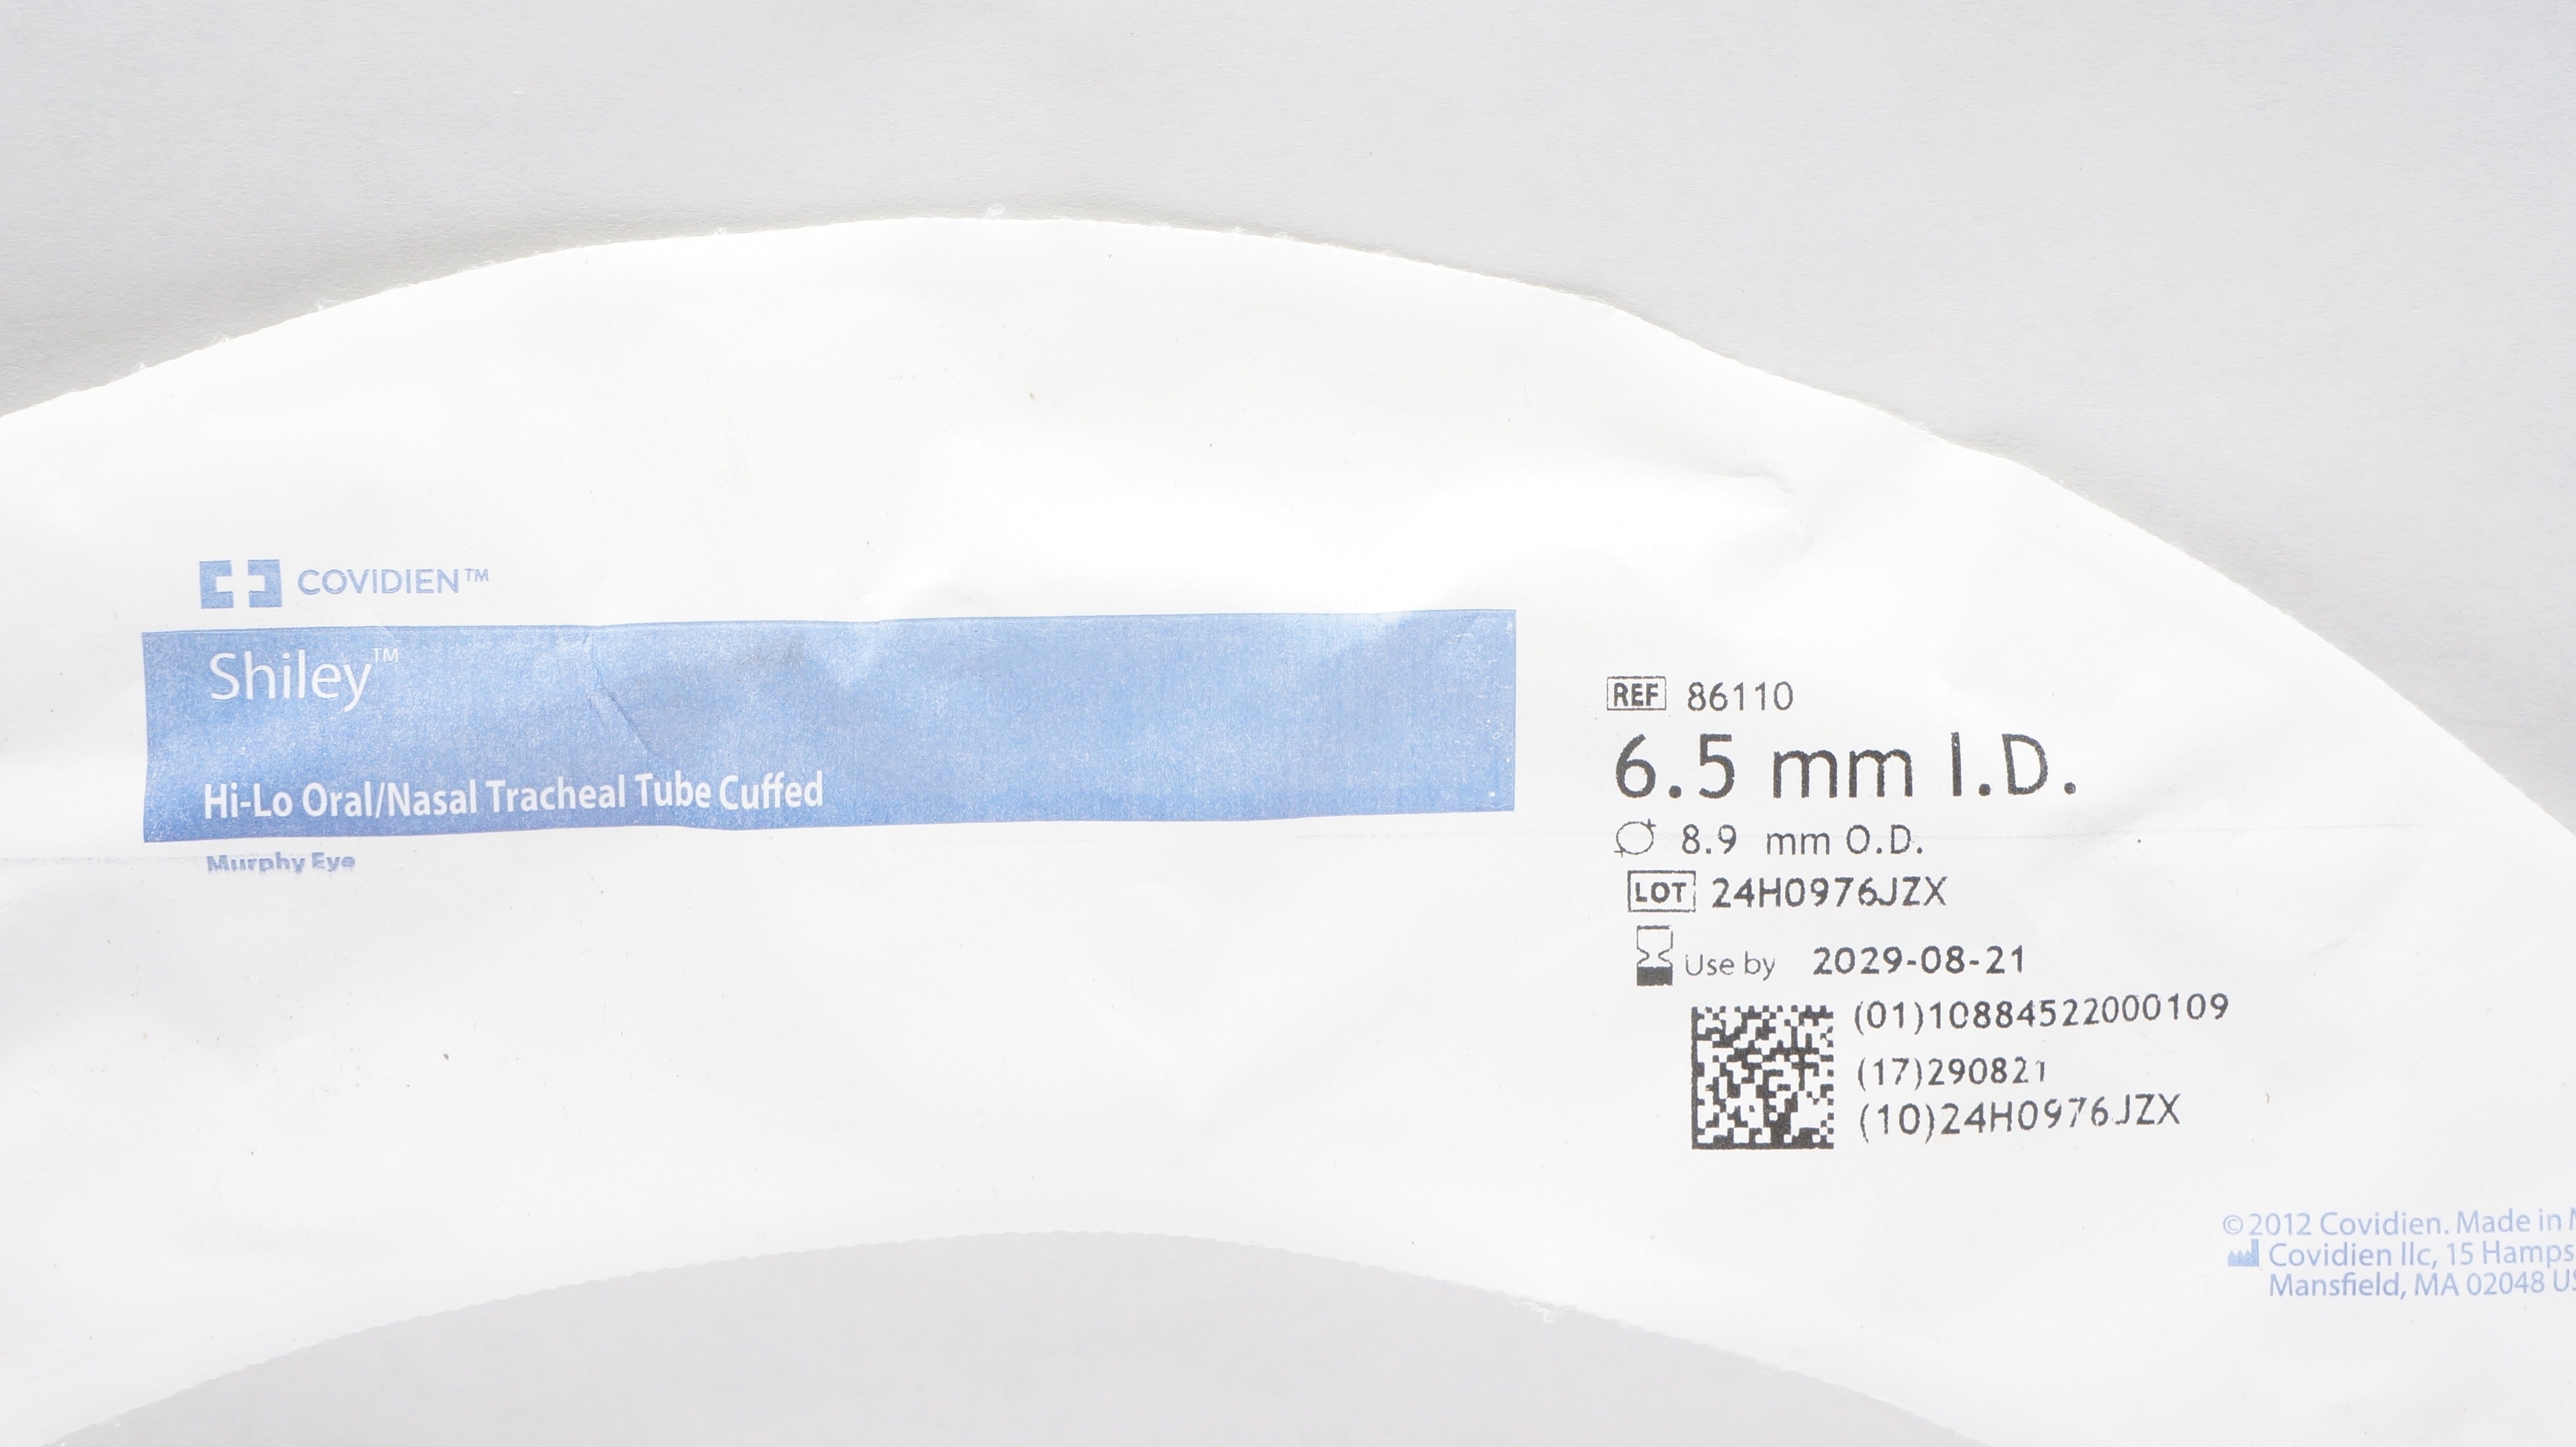 COVIDIEN™
Shiley™
Hi-Lo Oral/Nasal Tracheal Tube Cuffed
Murphy Eye
REF 86110
6.5 mm I.D.
8.9 mm O.D.
LOT 24H0976JZX
Use by 2029-08-21
(01)10884522000109
(17)290821
(10)24H0976JZX
©2012 Covidien. Made in
Covidien llc, 15 Hamps
Mansfield, MA 02048 US